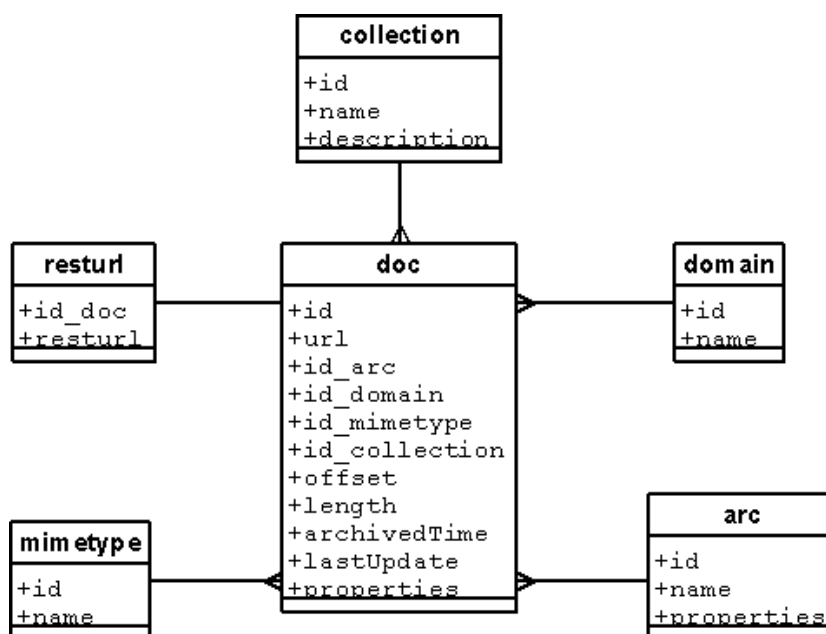 collection
+id
+name
+description
resturl
+id_doc
+resturl
doc
+id
+url
+id_arc
+id_domain
+id_mimetype
+id_collection
+offset
+length
+archivedTime
+lastUpdate
+properties
domain
+id
+name
mimetype
+id
+name
arc
+id
+name
+properties